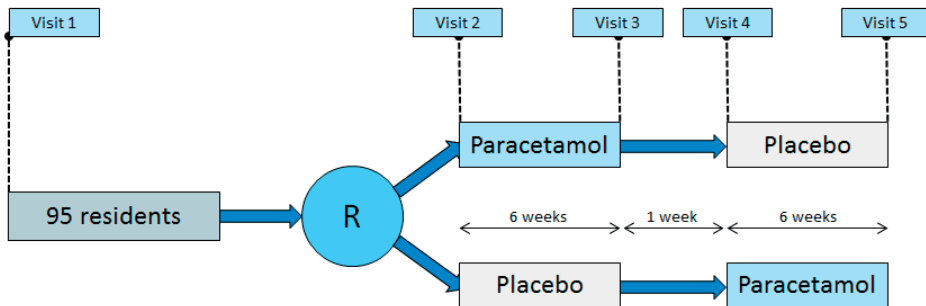 Visit 1
Visit 2
Visit 3
Visit 4
Visit 5
Paracetamol
Placebo
95 residents
R
6 weeks
1 week
6 weeks
Placebo
Paracetamol